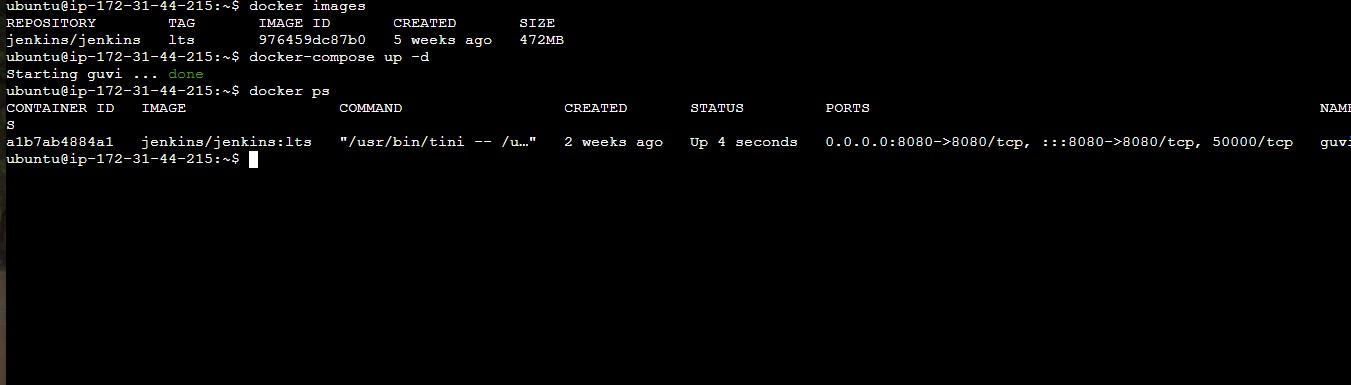 ubuntu@ip-172-31-44-215:~$ docker images
REPOSITORY        TAG       IMAGE ID       CREATED       SIZE
jenkins/jenkins   lts       976459dc87b0   5 weeks ago   472MB
ubuntu@ip-172-31-44-215:~$ docker-compose up -d
Starting guvi ... done
ubuntu@ip-172-31-44-215:~$ docker ps
CONTAINER ID   IMAGE                 COMMAND                  CREATED       STATUS         PORTS                                                  NAME
S
a1b7ab4884a1   jenkins/jenkins:lts   "/usr/bin/tini -- /u…"   2 weeks ago   Up 4 seconds   0.0.0.0:8080->8080/tcp, :::8080->8080/tcp, 50000/tcp   guvi
ubuntu@ip-172-31-44-215:~$